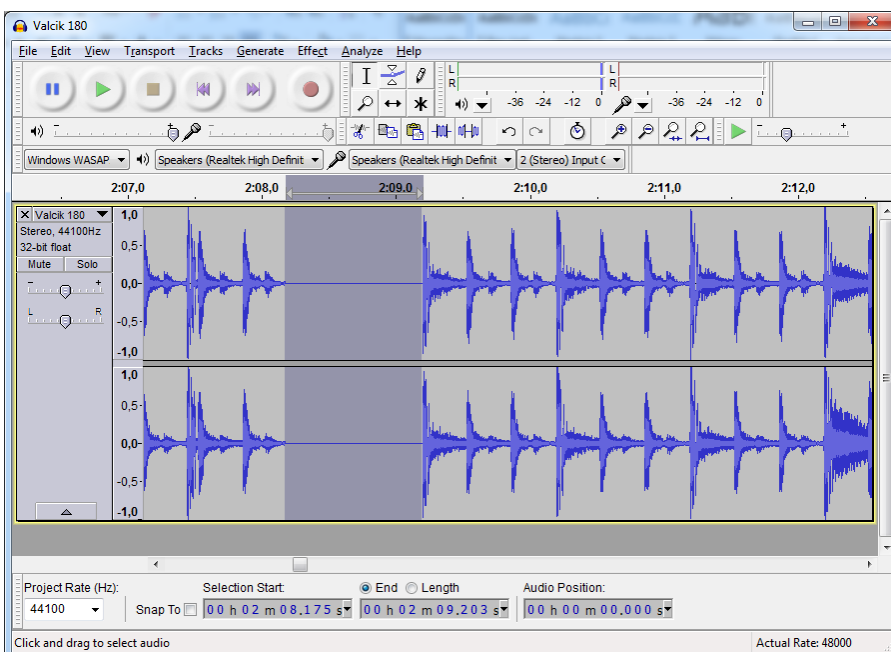 Valcik 180
File Edit View Transport Tracks Generate Effect Analyze Help
L
R
-36 -24 -12 0
L
R
-36 -24 -12 0
Windows WASAP
Speakers (Realtek High Definit
Speakers (Realtek High Definit
2 (Stereo) Input C
2:07,0 2:08,0 2:09,0 2:10,0 2:11,0 2:12,0
X Valcik 180
Stereo, 44100Hz
32-bit float
Mute Solo
- +
L R
1,0
0,5-
0,0-
-0,5-
-1,0
1,0
0,5-
0,0-
-0,5-
-1,0
Project Rate (Hz): Selection Start: End Length Audio Position:
44100 Snap To 00 h 02 m 08.175 s 00 h 02 m 09.203 s 00 h 00 m 00.000 s
Click and drag to select audio Actual Rate: 48000